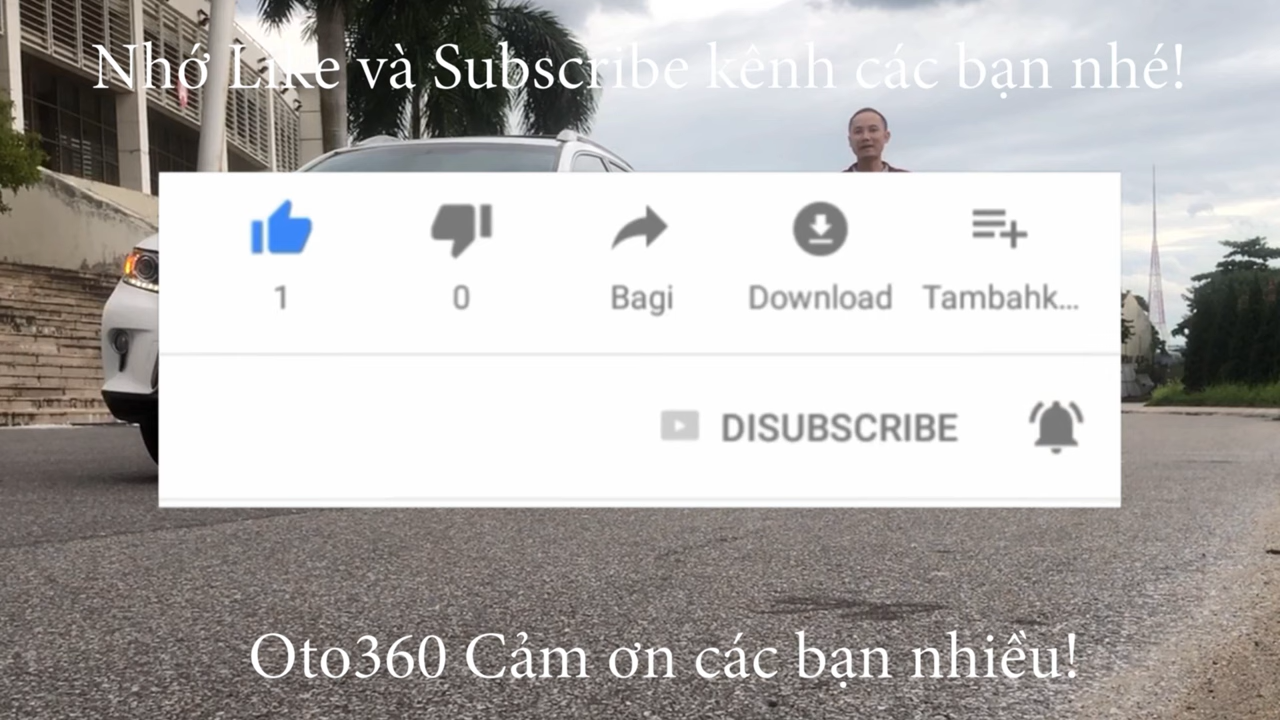 Nhớ Like và Subscribe kênh các bạn nhé!
1 0 Bagi Download Tambahk...
DISUBSCRIBE
Oto360 Cảm ơn các bạn nhiều!